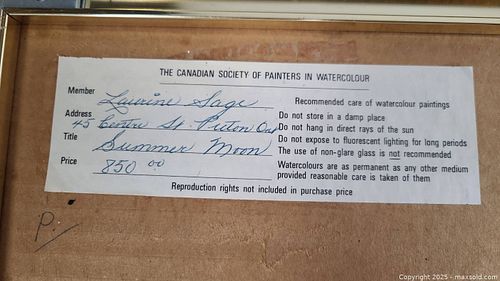 THE CANADIAN SOCIETY OF PAINTERS IN WATERCOLOUR
Member Laurine Sage
Address 45 Centre St Picton Ont
Title Summer Moon
Price 850 00
Recommended care of watercolour paintings
Do not store in a damp place
Do not hang in direct rays of the sun
Do not expose to fluorescent lighting for long periods
The use of non-glare glass is not recommended
Watercolours are as permanent as any other medium
provided reasonable care is taken of them
Reproduction rights not included in purchase price
P.
Copyright © 2025 - maxsold.com